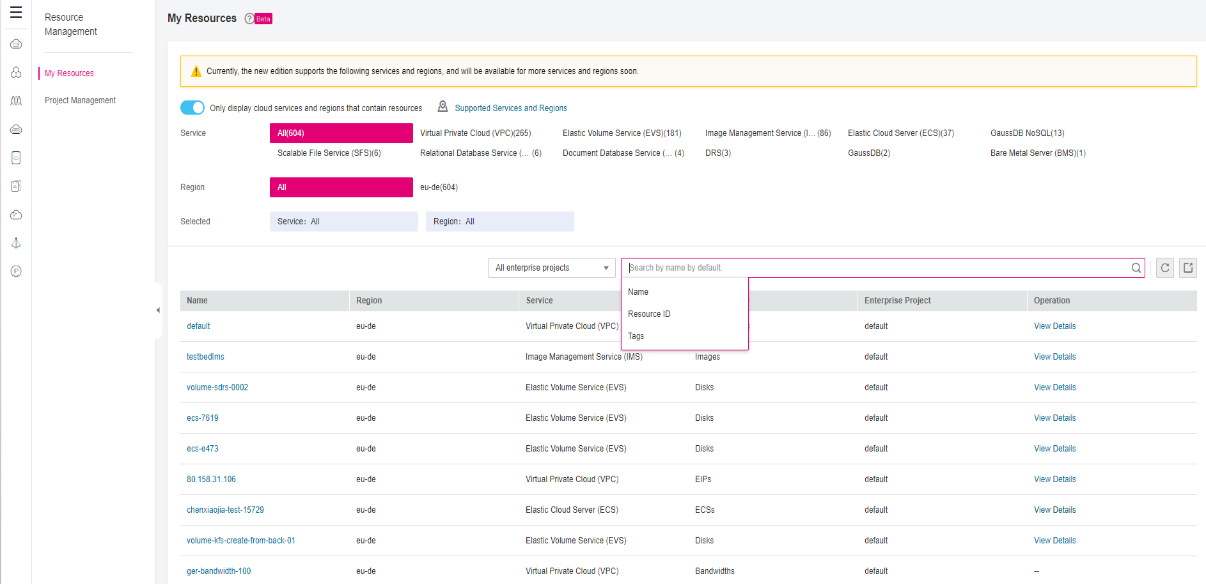 Resource Management
My Resources
Project Management
My Resources ? Beta
Currently, the new edition supports the following services and regions, and will be available for more services and regions soon.
Only display cloud services and regions that contain resources Supported Services and Regions
Service All(604) Virtual Private Cloud (VPC)(265) Elastic Volume Service (EVS)(181) Image Management Service (I... (86) Elastic Cloud Server (ECS)(37) GaussDB NoSQL(13)
Scalable File Service (SFS)(6) Relational Database Service (... (6) Document Database Service (... (4) DRS(3) GaussDB(2) Bare Metal Server (BMS)(1)
Region All eu-de(604)
Selected Service: All Region: All
All enterprise projects Search by name by default.
Name
Resource ID
Tags
Name Region Service Enterprise Project Operation
default eu-de Virtual Private Cloud (VPC) default View Details
testbedIms eu-de Image Management Service (IMS) Images default View Details
volume-sdrs-0002 eu-de Elastic Volume Service (EVS) Disks default View Details
ecs-7619 eu-de Elastic Volume Service (EVS) Disks default View Details
ecs-e473 eu-de Elastic Volume Service (EVS) Disks default View Details
80.158.31.106 eu-de Virtual Private Cloud (VPC) EIPs default View Details
chenxiaojia-test-15729 eu-de Elastic Cloud Server (ECS) ECSs default View Details
volume-kfs-create-from-back-01 eu-de Elastic Volume Service (EVS) Disks default View Details
ger-bandwidth-100 eu-de Virtual Private Cloud (VPC) Bandwidths default --